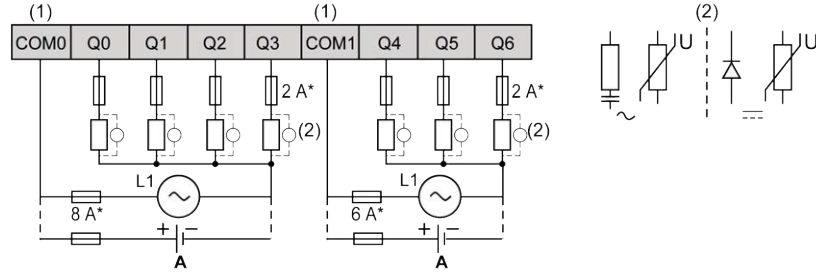 (1) (1) (2)
COM0 Q0 Q1 Q2 Q3 COM1 Q4 Q5 Q6
2 A* 2 A*
(2) (2)
L1 L1
8 A* 6 A*
+ − + −
A A